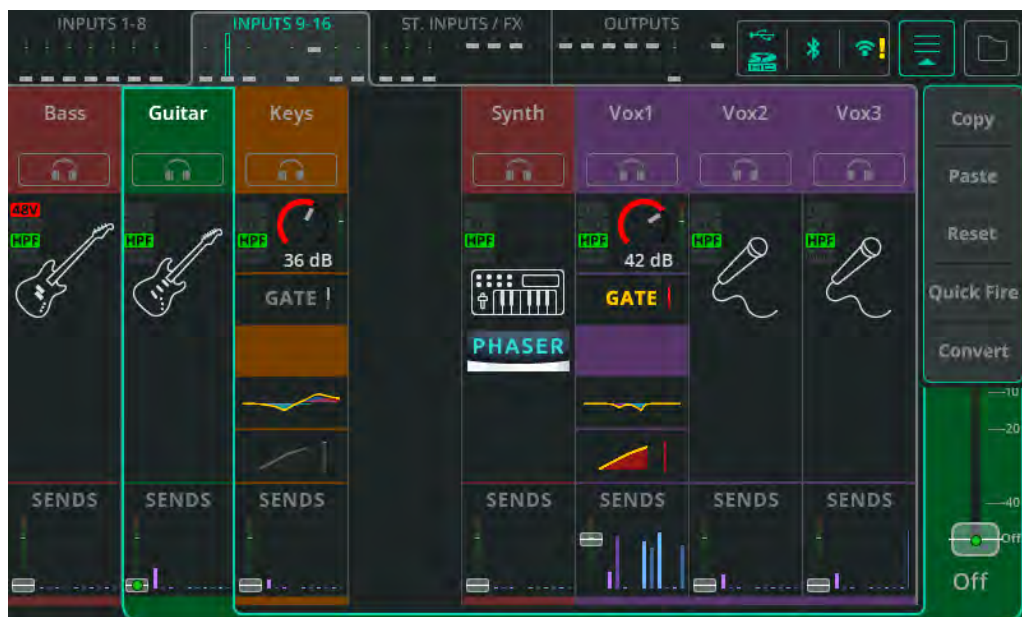 INPUTS 1-8 INPUTS 9-16 ST. INPUTS / FX OUTPUTS
Bass Guitar Keys Synth Vox1 Vox2 Vox3
Copy
Paste
Reset
Quick Fire
Convert
48V
HPF HPF HPF HPF HPF HPF HPF
36 dB 42 dB
GATE GATE
PHASER
SENDS SENDS SENDS SENDS SENDS SENDS SENDS
10
20
40
Off
Off